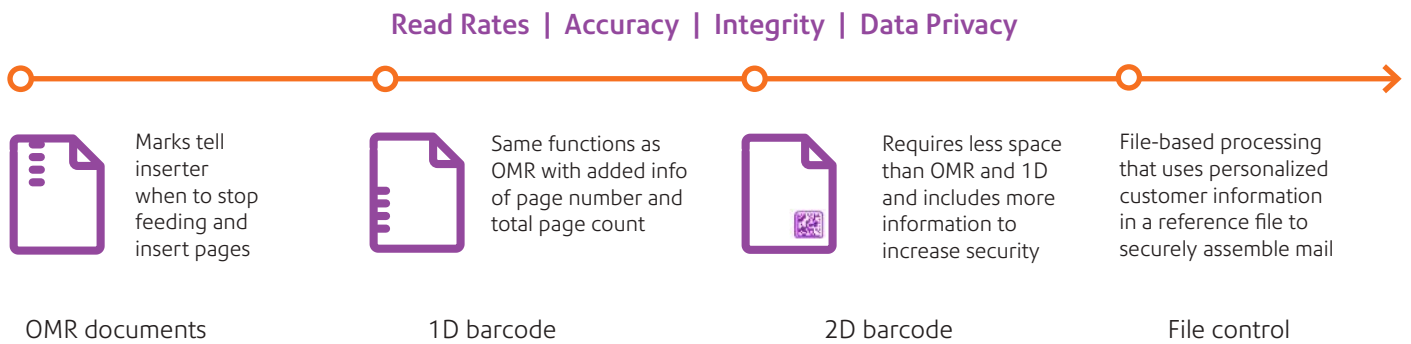 Read Rates | Accuracy | Integrity | Data Privacy
Marks tell
inserter
when to stop
feeding and
insert pages
Same functions as
OMR with added info
of page number and
total page count
Requires less space
than OMR and 1D
and includes more
information to
increase security
File-based processing
that uses personalized
customer information
in a reference file to
securely assemble mail
OMR documents
1D barcode
2D barcode
File control